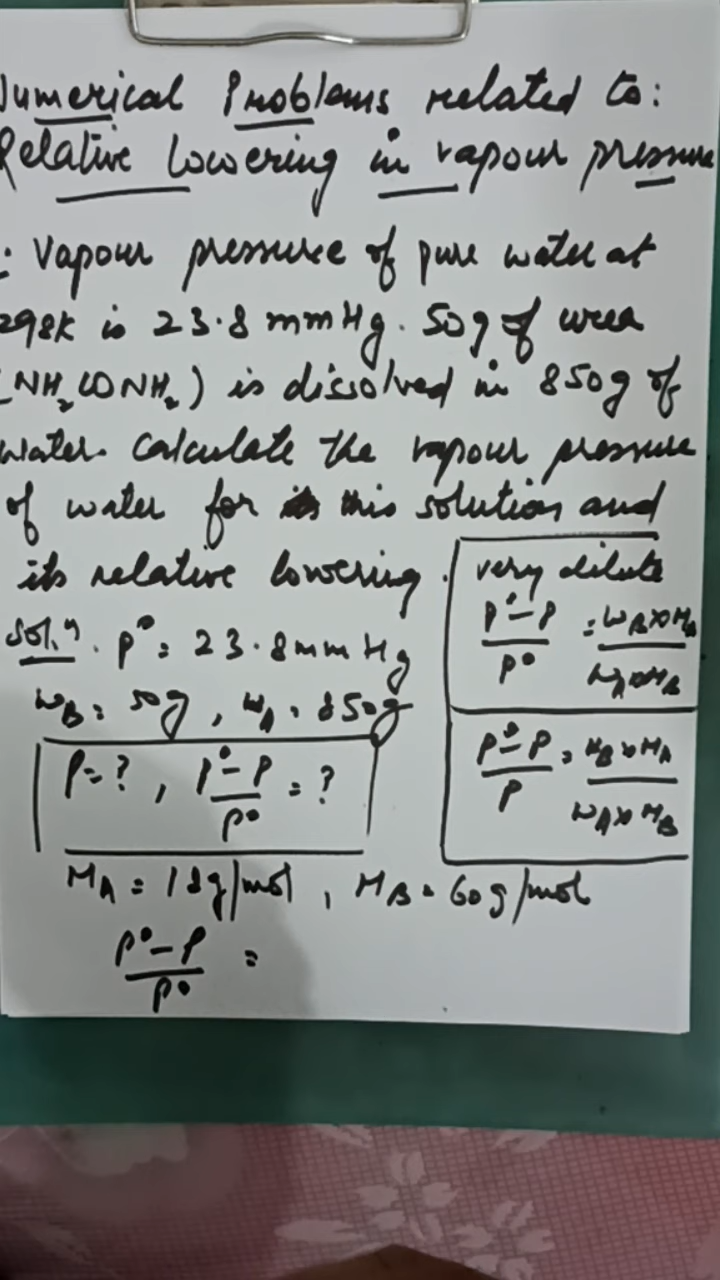 Numerical Problems related to:
Relative lowering in vapour pressure
: Vapour pressure of pure water at
298K is 23.8 mmHg. 50g of urea
(NH₂CONH₂) is dissolved in 850g of
water. Calculate the vapour pressure
of water for this solution and
its relative lowering.
very dilute
P°-P/P° = WB×MA/WA×MB
Sol.ⁿ. P° = 23.8mm Hg
WB = 50g, WA = 850g
P°-P/P = WB×MA/WA×MB
P = ?, P°-P/P° = ?
MA = 18g/mol, MB = 60g/mol
P°-P/P° =